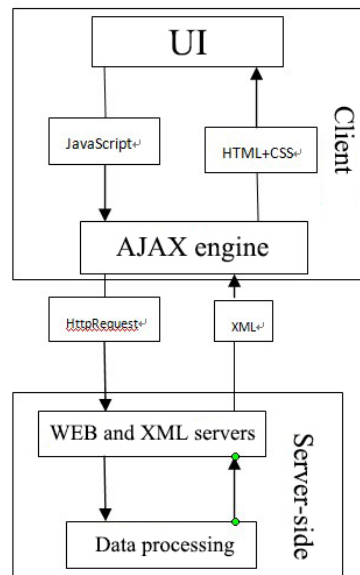 UI
JavaScript
HTML+CSS
Client
AJAX engine
HttpRequest
XML
WEB and XML servers
Data processing
Server-side